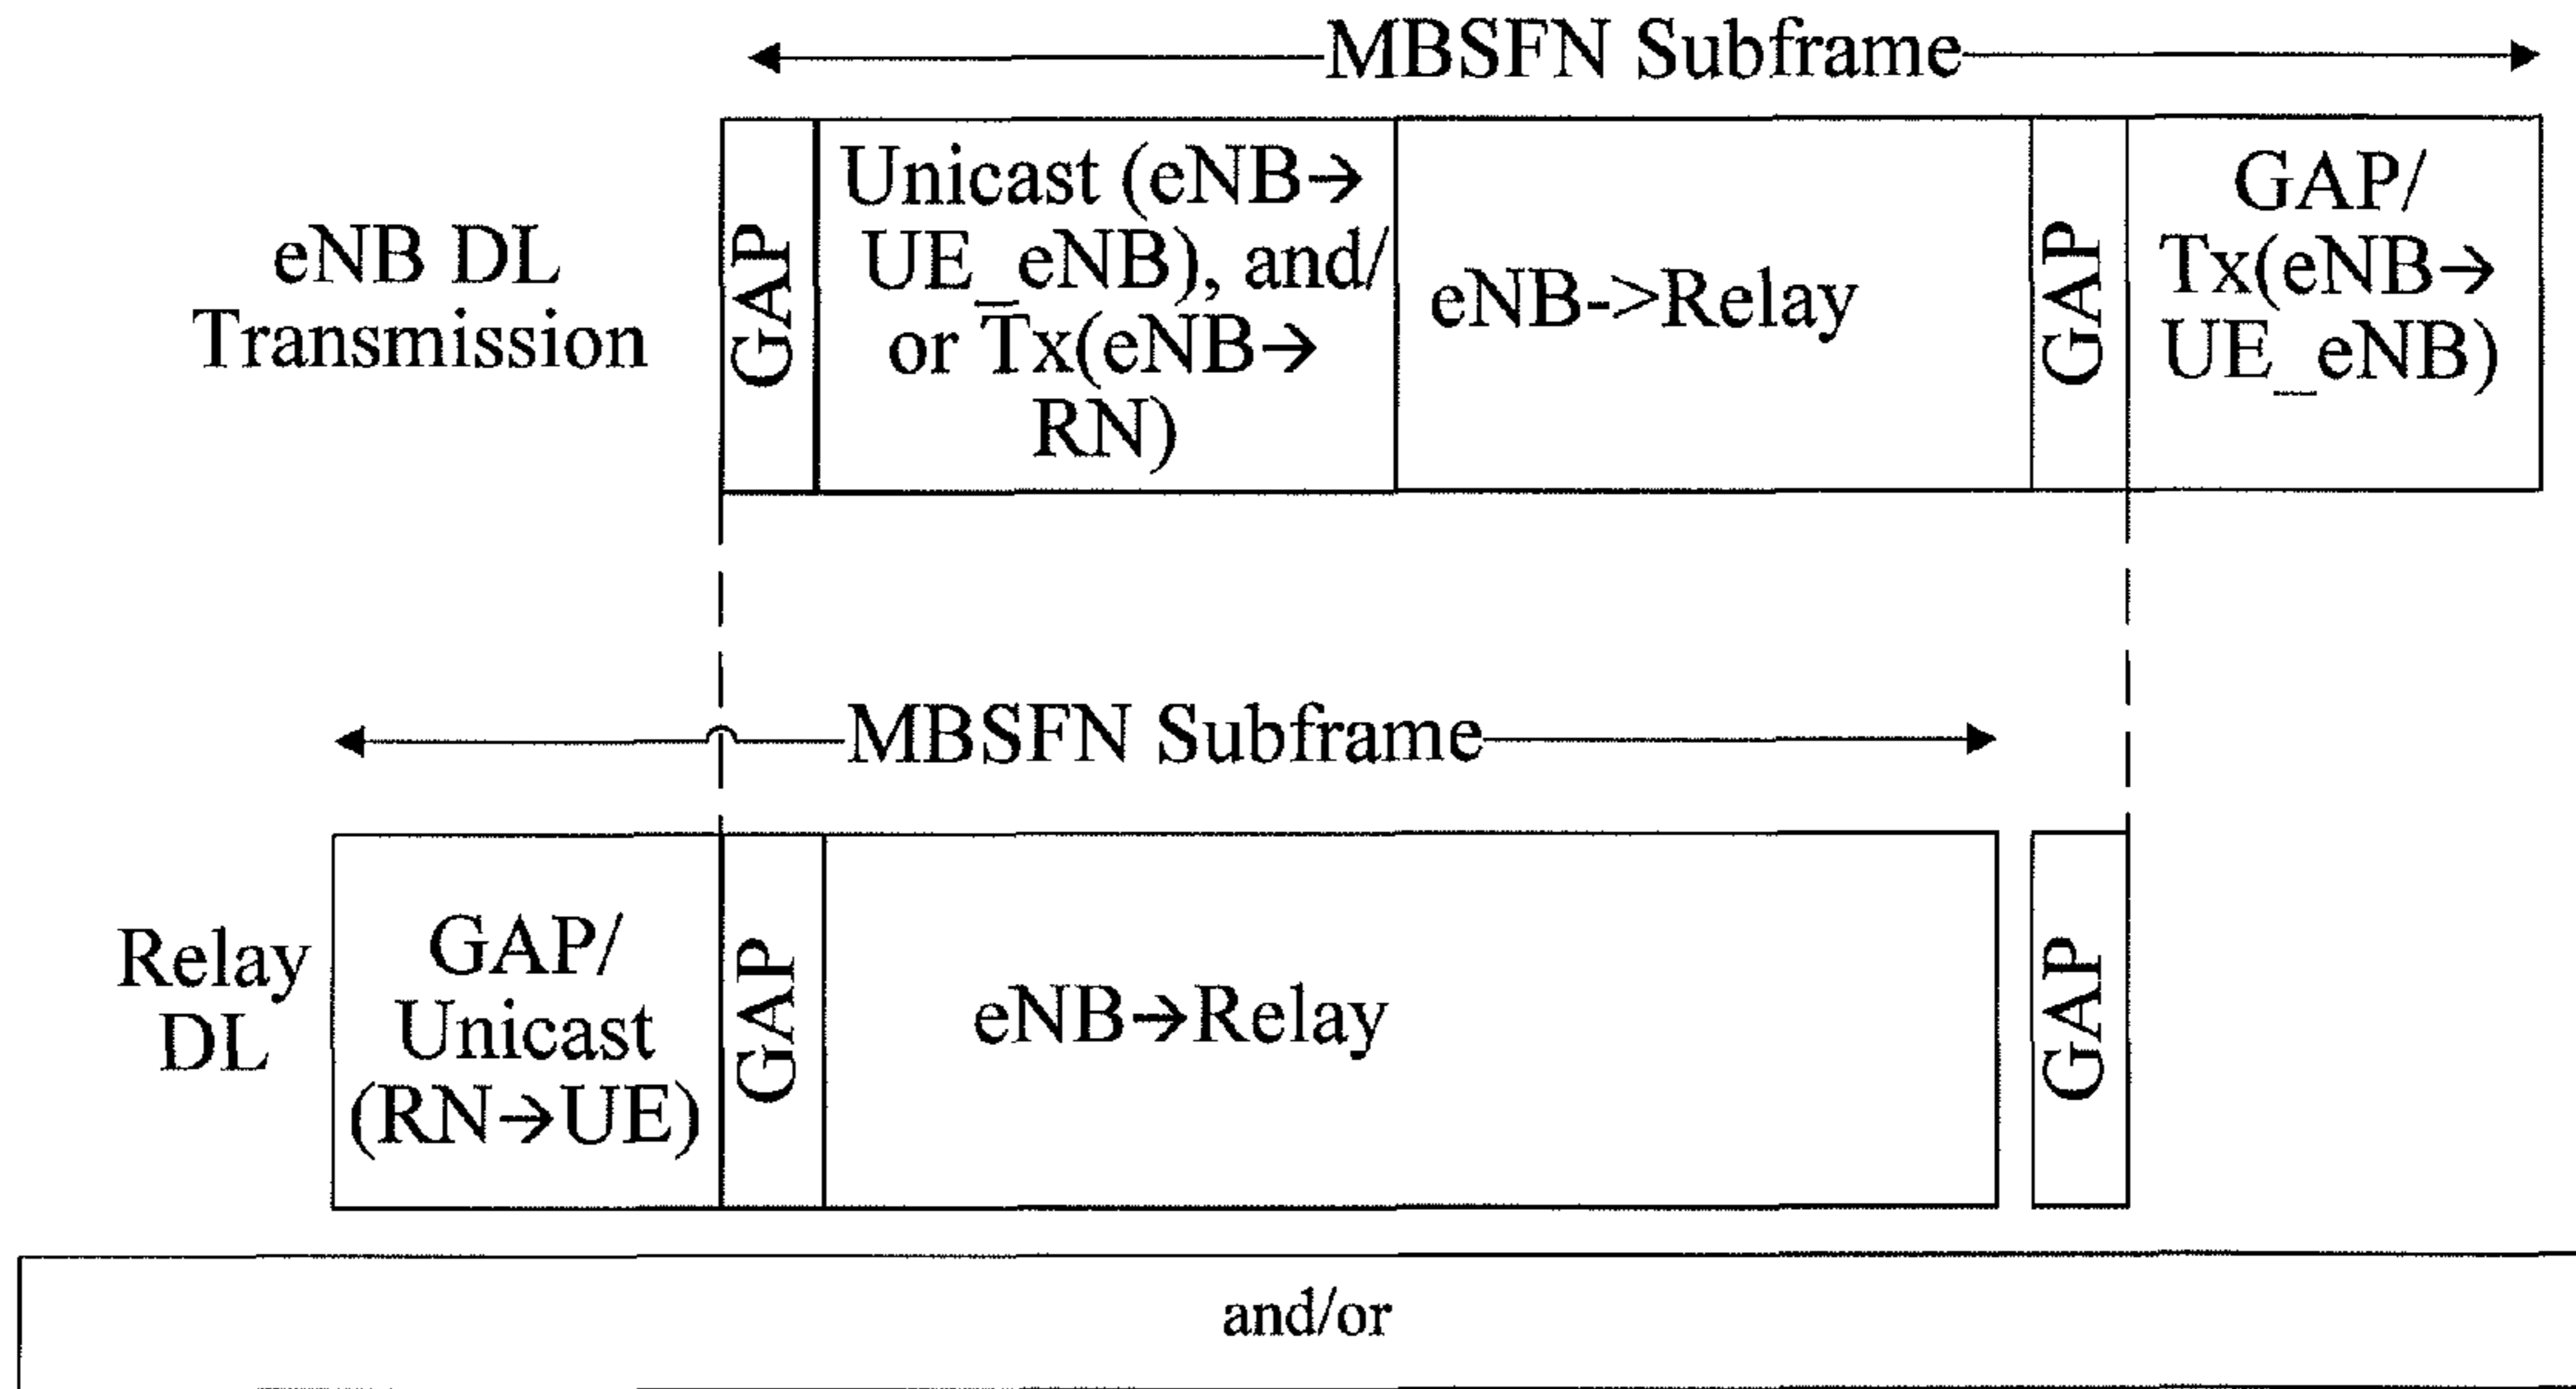 MBSFN Subframe
eNB DL
Transmission
GAP
Unicast (eNB→
UE_eNB), and/
or Tx(eNB→
RN)
eNB->Relay
GAP
GAP/
Tx(eNB→
UE_eNB)
MBSFN Subframe
Relay
DL
GAP/
Unicast
(RN→UE)
GAP
eNB→Relay
GAP
and/or